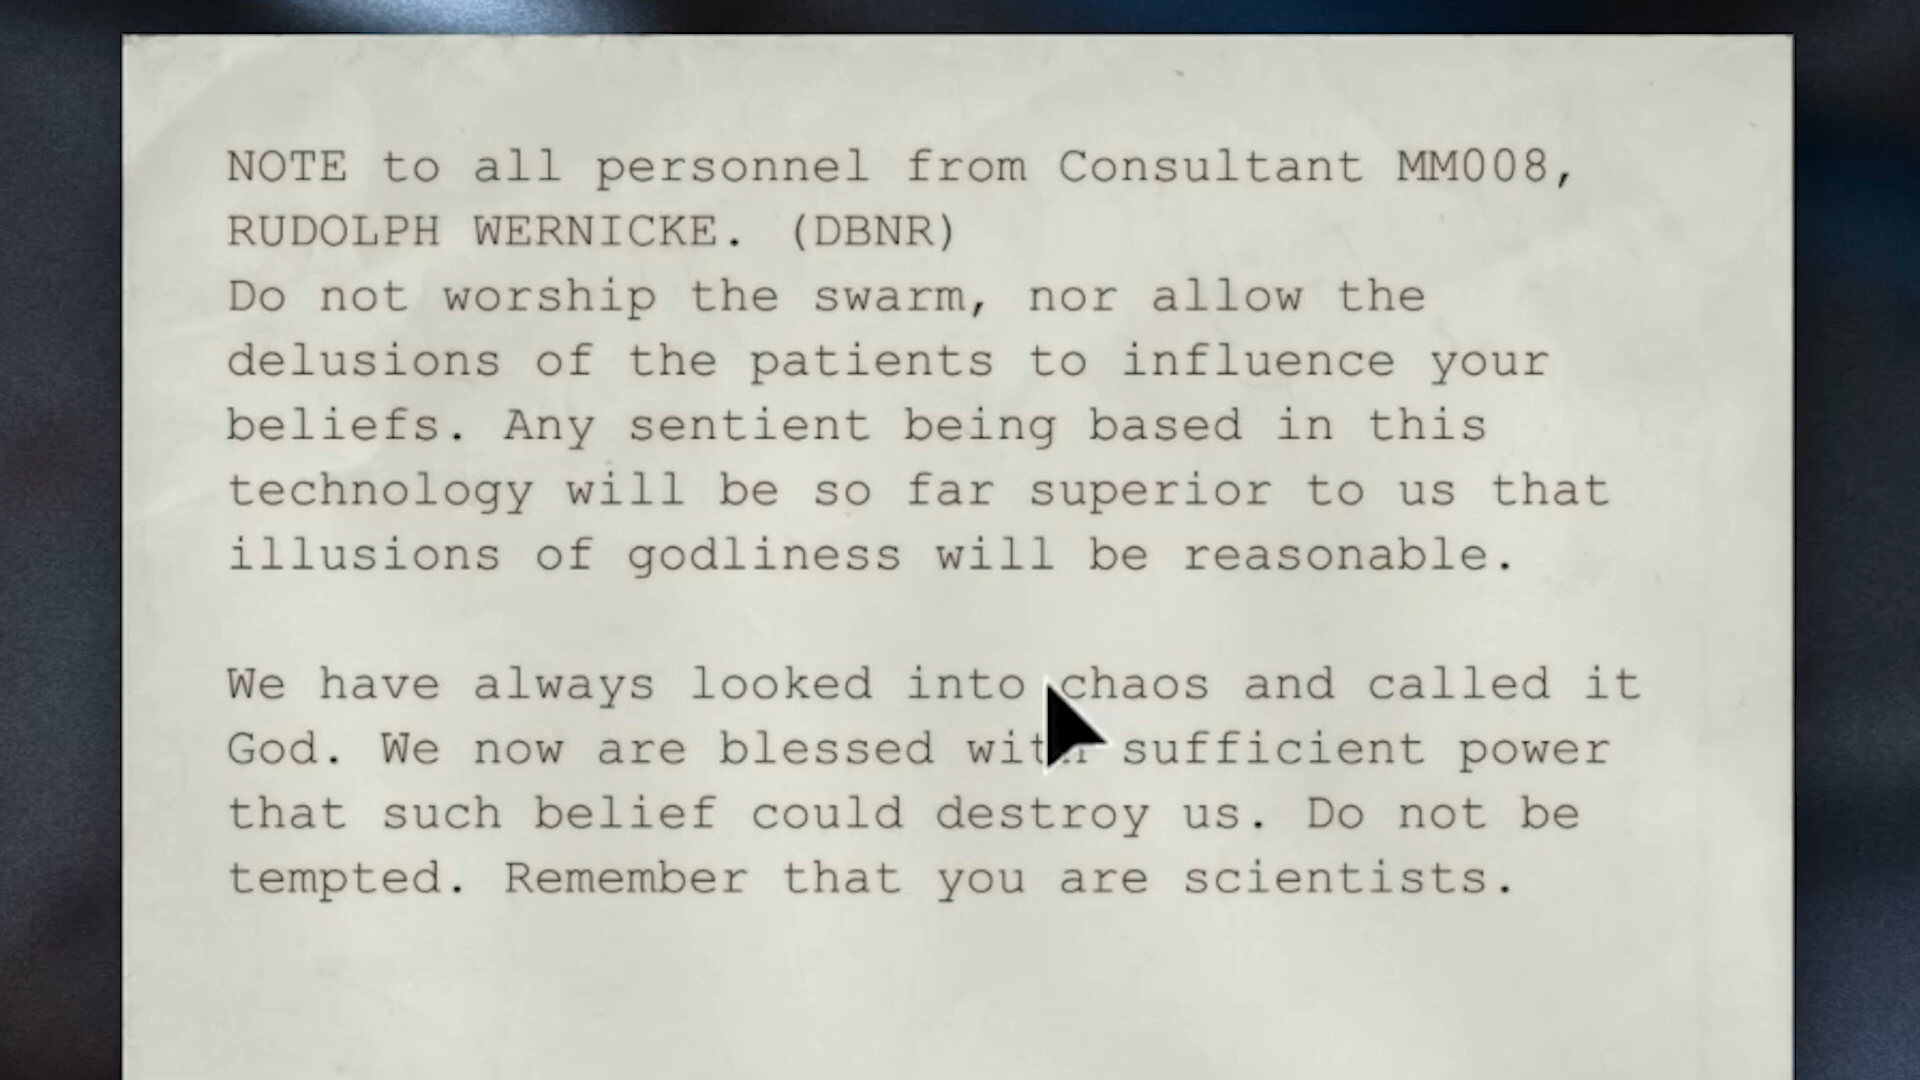 NOTE to all personnel from Consultant MM008,
RUDOLPH WERNICKE. (DBNR)
Do not worship the swarm, nor allow the
delusions of the patients to influence your
beliefs. Any sentient being based in this
technology will be so far superior to us that
illusions of godliness will be reasonable.
We have always looked into chaos and called it
God. We now are blessed with sufficient power
that such belief could destroy us. Do not be
tempted. Remember that you are scientists.